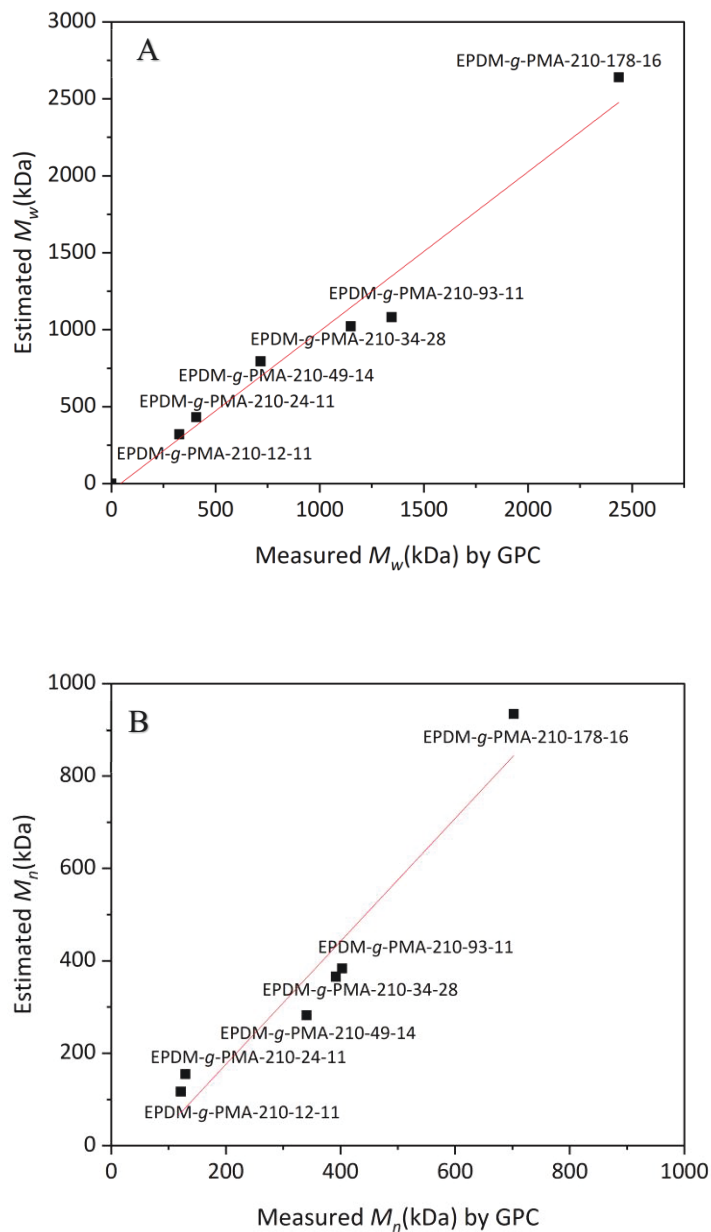 A
3000
2500
2000
1500
1000
500
0
Estimated M_w(kDa)
EPDM-g-PMA-210-178-16
EPDM-g-PMA-210-93-11
EPDM-g-PMA-210-34-28
EPDM-g-PMA-210-49-14
EPDM-g-PMA-210-24-11
EPDM-g-PMA-210-12-11
0 500 1000 1500 2000 2500
Measured M_w(kDa) by GPC
B
1000
800
600
400
200
0
Estimated M_n(kDa)
EPDM-g-PMA-210-178-16
EPDM-g-PMA-210-93-11
EPDM-g-PMA-210-34-28
EPDM-g-PMA-210-49-14
EPDM-g-PMA-210-24-11
EPDM-g-PMA-210-12-11
0 200 400 600 800 1000
Measured M_n(kDa) by GPC